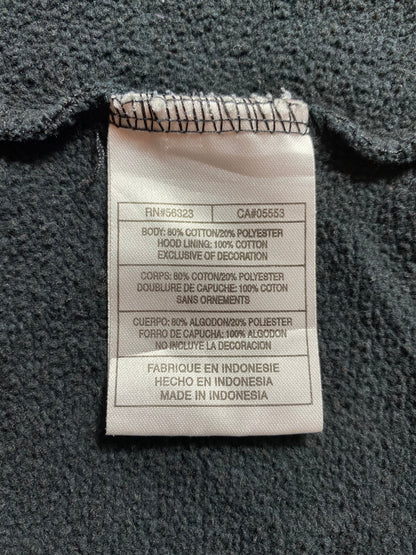 RN#56323 CA#05553
BODY: 80% COTTON/20% POLYESTER
HOOD LINING: 100% COTTON
EXCLUSIVE OF DECORATION
CORPS: 80% COTON/20% POLYESTER
DOUBLURE DE CAPUCHE: 100% COTON
SANS ORNEMENTS
CUERPO: 80% ALGODON/20% POLIESTER
FORRO DE CAPUCHA: 100% ALGODON
NO INCLUYE LA DECORACION
FABRIQUE EN INDONESIE
HECHO EN INDONESIA
MADE IN INDONESIA